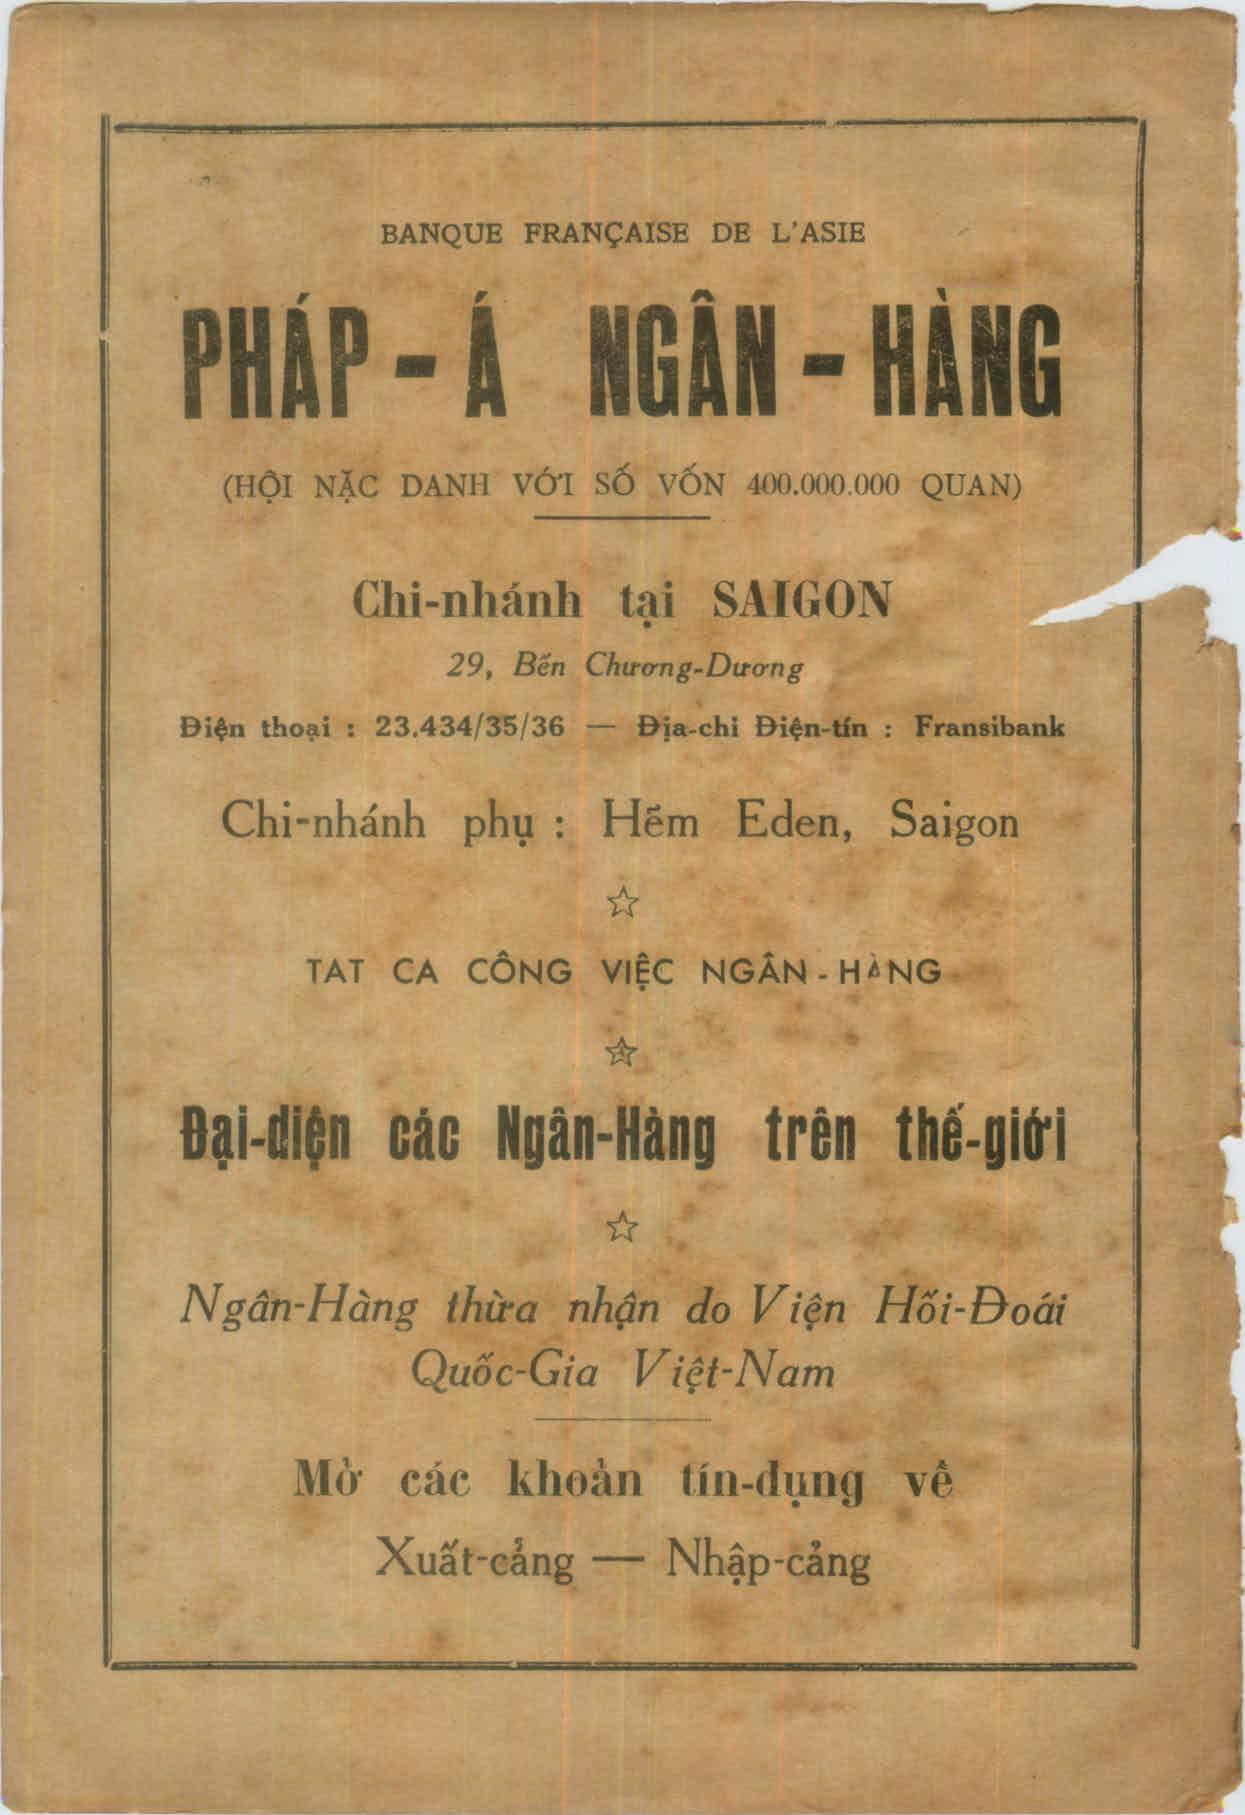 BANQUE FRANÇAISE DE L'ASIE
PHÁP - Á NGÂN - HÀNG
(HỘI NẶC DANH VỚI SỐ VỐN 400.000.000 QUAN)
Chi-nhánh tại SAIGON
29, Bến Chương-Dương
Điện thoại : 23.434/35/36 — Địa-chỉ Điện-tín : Fransibank
Chi-nhánh phụ : Hẽm Eden, Saigon
TAT CA CÔNG VIỆC NGÂN - HÀNG
Đại-diện các Ngân-Hàng trên thế-giới
Ngân-Hàng thừa nhận do Viện Hối-Đoái
Quốc-Gia Việt-Nam
Mở các khoản tín-dụng về
Xuất-cảng — Nhập-cảng